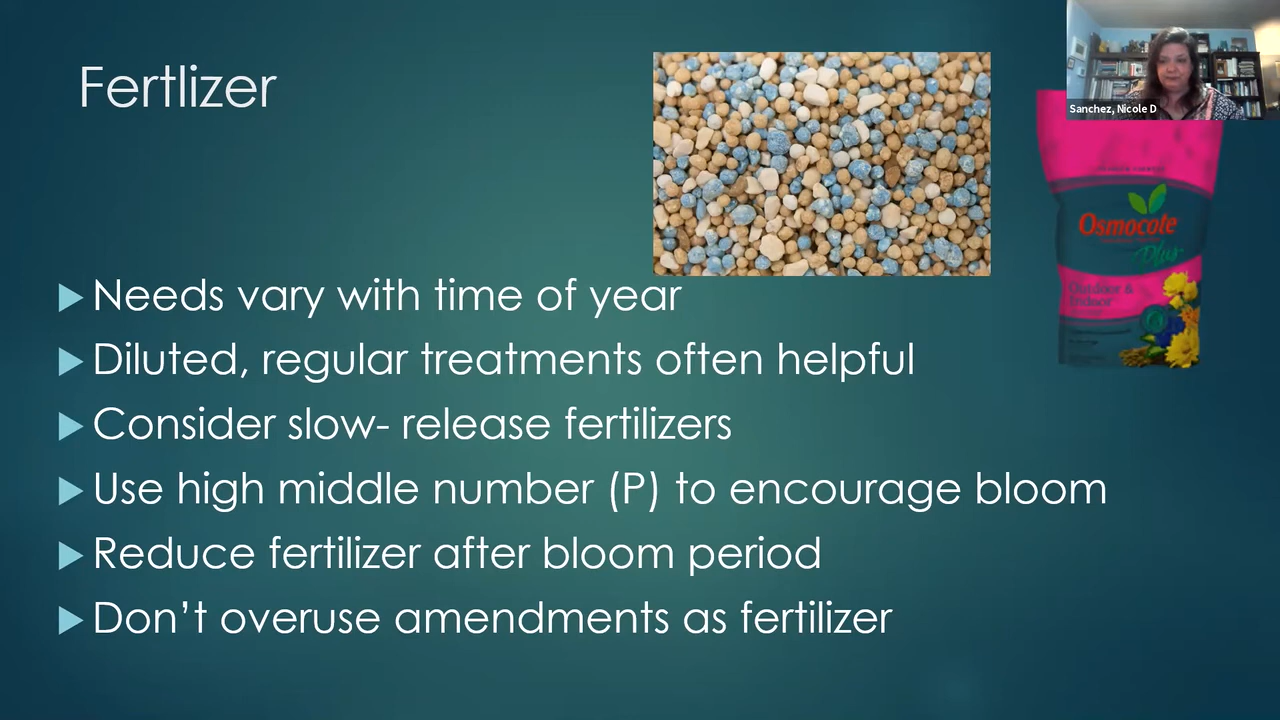 Fertlizer
Sanchez, Nicole D
Osmocote
Plus
Outdoor &
Indoor
Needs vary with time of year
Diluted, regular treatments often helpful
Consider slow- release fertilizers
Use high middle number (P) to encourage bloom
Reduce fertilizer after bloom period
Don’t overuse amendments as fertilizer